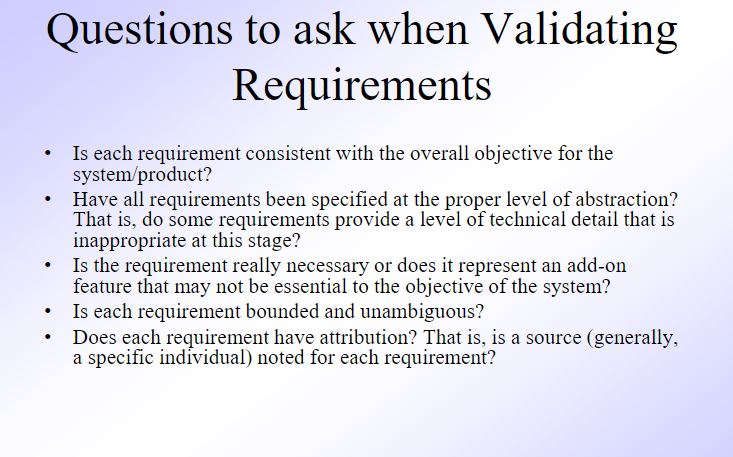 Questions to ask when Validating
Requirements
• Is each requirement consistent with the overall objective for the
system/product?
• Have all requirements been specified at the proper level of abstraction?
That is, do some requirements provide a level of technical detail that is
inappropriate at this stage?
• Is the requirement really necessary or does it represent an add-on
feature that may not be essential to the objective of the system?
• Is each requirement bounded and unambiguous?
• Does each requirement have attribution? That is, is a source (generally,
a specific individual) noted for each requirement?